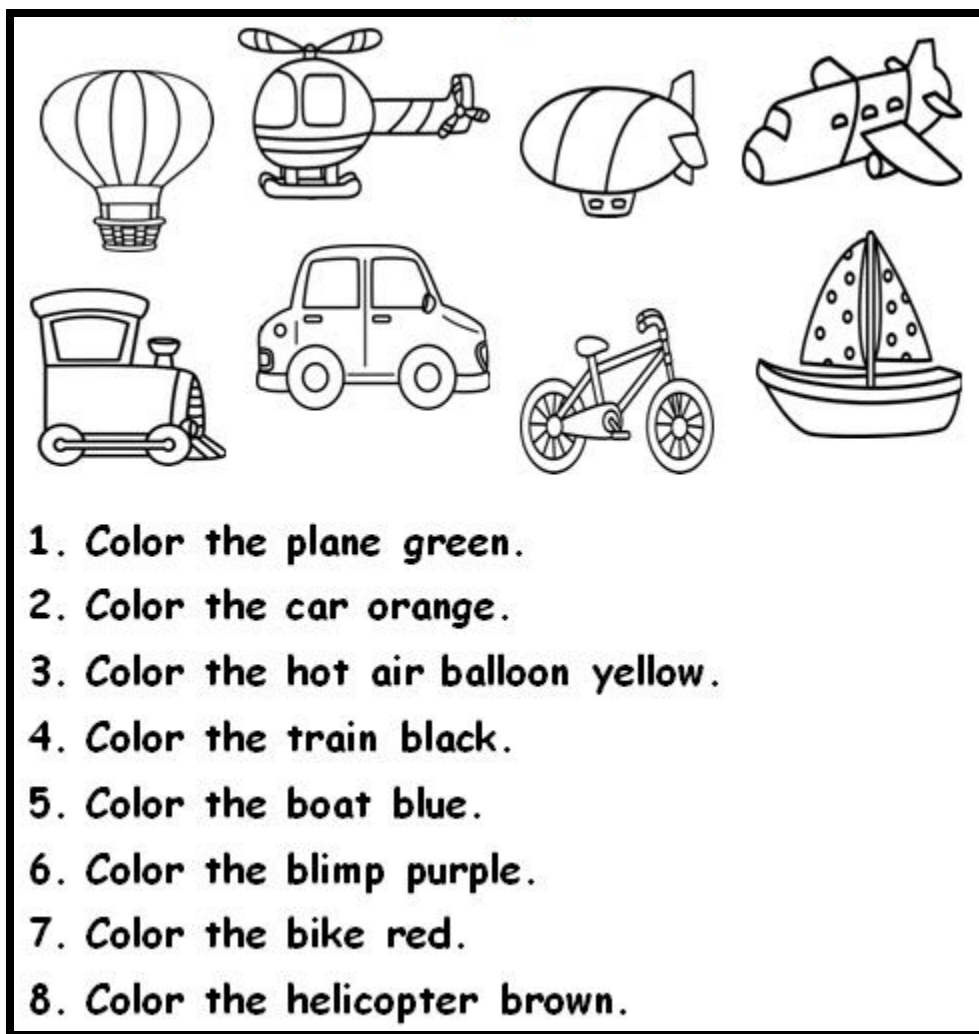 1. Color the plane green.
2. Color the car orange.
3. Color the hot air balloon yellow.
4. Color the train black.
5. Color the boat blue.
6. Color the blimp purple.
7. Color the bike red.
8. Color the helicopter brown.